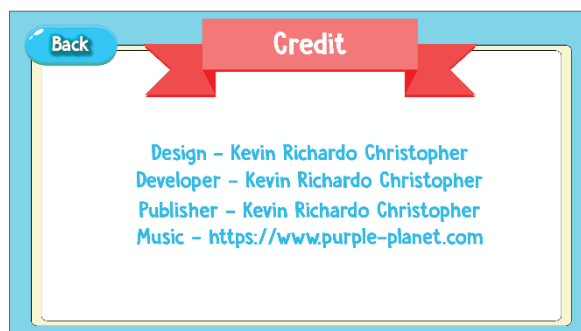 Back
Credit
Design - Kevin Richardo Christopher
Developer - Kevin Richardo Christopher
Publisher - Kevin Richardo Christopher
Music - https://www.purple-planet.com